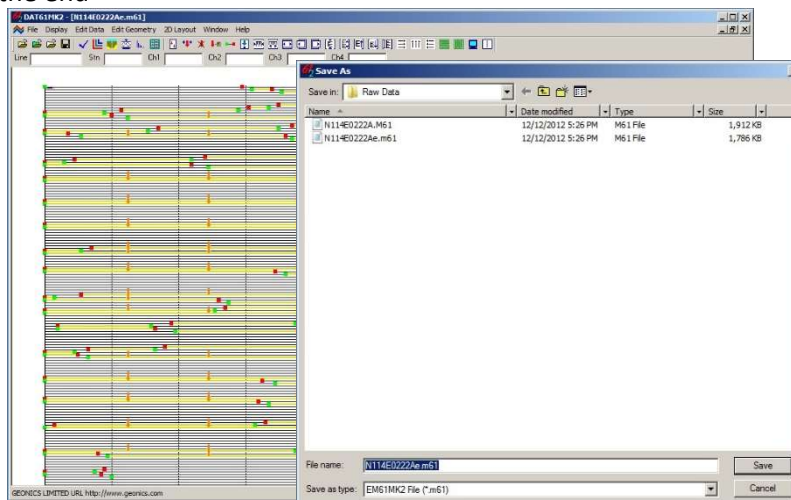 the end
DAT61MK2 - [N114E0222Ae.m61]
File Display Edit Data Edit Geometry 2D Layout Window Help
Line Stn Ch1 Ch2 Ch3 Ch4
Save As
Save in: Raw Data
Name Date modified Type Size
N114E0222A.M61 12/12/2012 5:26 PM M61 File 1,912 KB
N114E0222Ae.m61 12/12/2012 5:26 PM M61 File 1,786 KB
File name: N114E0222Ae.m61 Save
Save as type: EM61MK2 File (*.m61) Cancel
GEONICS LIMITED URL http://www.geonics.com